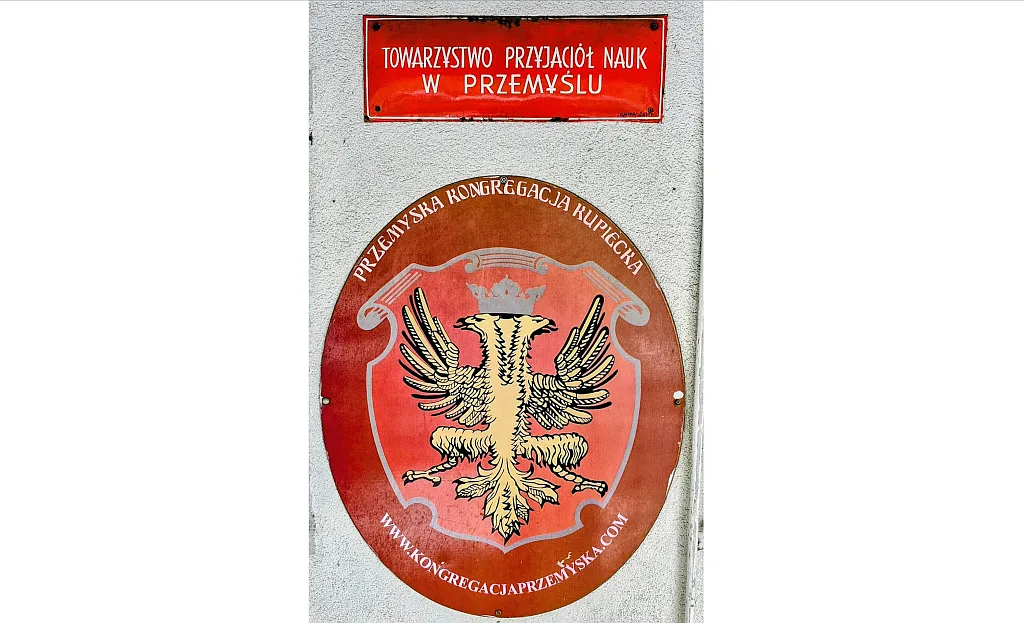 TOWARZYSTWO PRZYJACIÓŁ NAUK
W PRZEMYŚLU
PRZEMYSKA KONGREGACJA KUPIECKA
WWW.KONGREGACJAPRZEMYSKA.COM